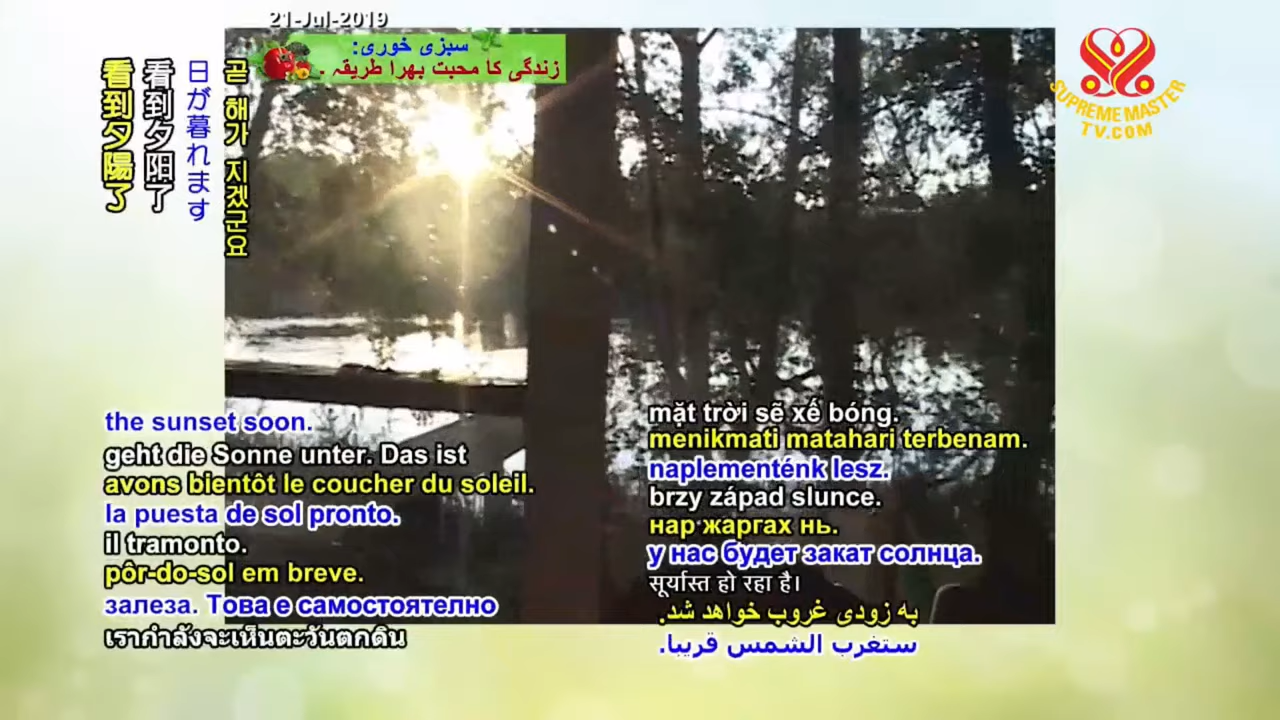 21-Jul-2019
سبزی خوری:
زندگی کا محبت بھرا طریقہ .
SUPREME MASTER
TV.COM
看到夕陽了
看到夕阳了
日が暮れます
곧 해가 지겠군요
the sunset soon.
geht die Sonne unter. Das ist
avons bientôt le coucher du soleil.
la puesta de sol pronto.
il tramonto.
pôr-do-sol em breve.
залеза. Това е самостоятелно
เรากำลังจะเห็นตะวันตกดิน
mặt trời sẽ xế bóng.
menikmati matahari terbenam.
naplementénk lesz.
brzy západ slunce.
нар жаргах нь.
у нас будет закат солнца.
सूर्यास्त हो रहा है।
به زودی غروب خواهد شد.
ستغرب الشمس قريبا.